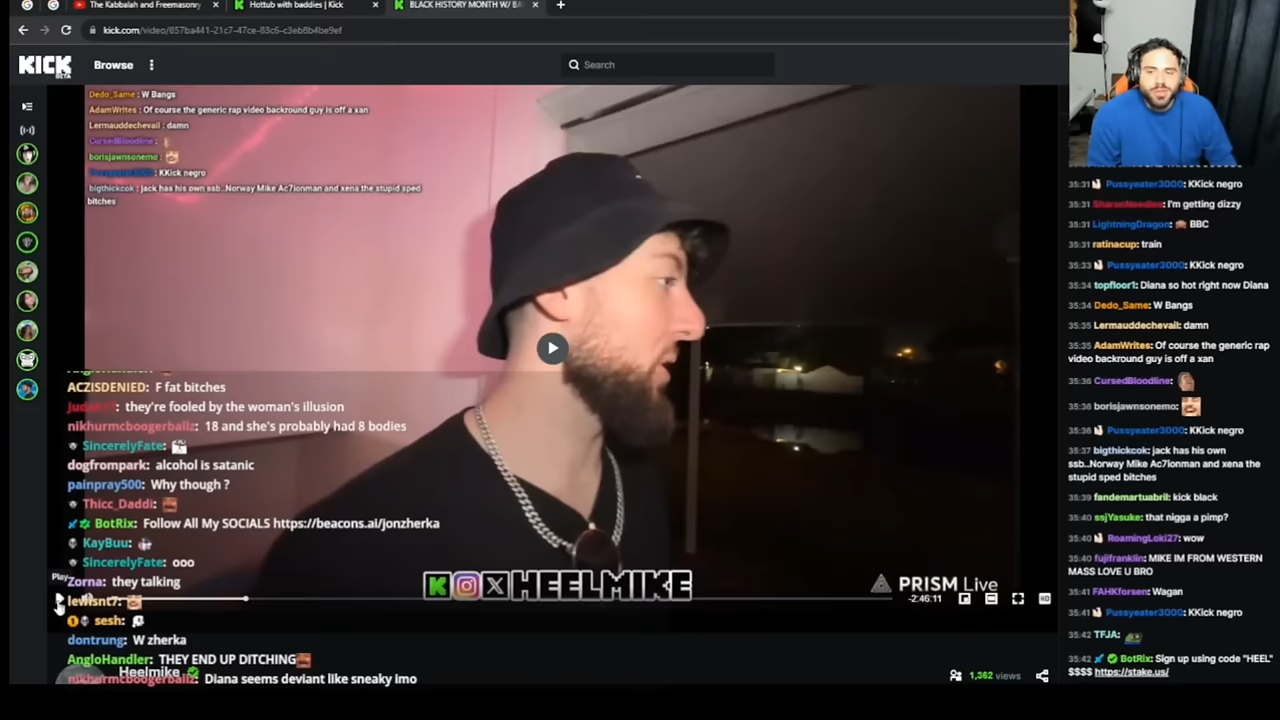 The Kabbalah and Freemasonry
Hottub with baddies | Kick
BLACK HISTORY MONTH W/ BA
kick.com/video/857ba441-21c7-47ce-83c6-c3eb8b4be9ef
KICK
BETA
Browse
Search
Dedo_Same : W Bangs
AdamWrites : Of course the generic rap video backround guy is off a xan
Lermauddechevail : damn
CursedBloodline :
borisjawnsonemo :
Pussyeater3000 : KKick negro
bigthickcok : jack has his own ssb..Norway Mike Ac7ionman and xena the stupid sped
bitches
ACZISDENIED: F fat bitches
they're fooled by the woman's illusion
nikhurmcboogerballz: 18 and she's probably had 8 bodies
SincerelyFate:
dogfrompark: alcohol is satanic
painpray500: Why though ?
Thicc_Daddi:
BotRix: Follow All My SOCIALS https://beacons.ai/jonzherka
KayBuu:
SincerelyFate: ooo
Play
Zorna: they talking
lewisnt7:
sesh:
dontrung: W zherka
AngloHandler: THEY END UP DITCHING
Heelmike
nikhurmcboogerballz: Diana seems deviant like sneaky imo
K X HEELMIKE
PRISM Live
-2:46:11
HD
1,362 views
35:31 Pussyeater3000: KKick negro
35:31 SharonNeedles: I'm getting dizzy
35:31 LightningDragon: BBC
35:31 ratinacup: train
35:33 Pussyeater3000: KKick negro
35:34 topfloor1: Diana so hot right now Diana
35:34 Dedo_Same: W Bangs
35:35 Lermauddechevail: damn
35:35 AdamWrites: Of course the generic rap
video backround guy is off a xan
35:36 CursedBloodline:
35:36 borisjawnsonemo:
35:36 Pussyeater3000: KKick negro
35:37 bigthickcok: jack has his own
ssb..Norway Mike Ac7ionman and xena the
stupid sped bitches
35:39 fandemartuabril: kick black
35:40 ssjYasuke: that nigga a pimp?
35:40 RoamingLoki27: wow
35:40 fujifranklin: MIKE IM FROM WESTERN
MASS LOVE U BRO
35:41 FAHKforsen: Wagan
35:41 Pussyeater3000: KKick negro
35:42 TFJA:
35:42 BotRix: Sign up using code "HEEL"
$$$$ https://stake.us/